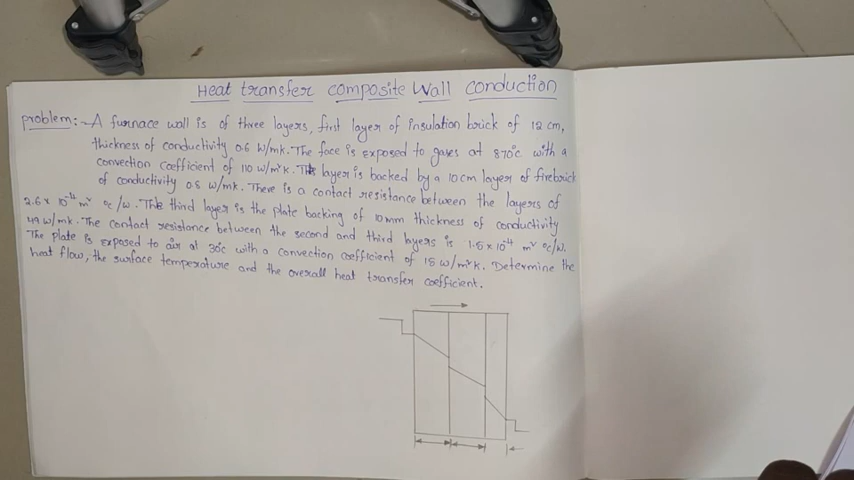 Heat transfer composite Wall conduction
problem:- A furnace wall is of three layers, first layer of insulation brick of 12 cm,
thickness of conductivity 0.6 W/mk. The face is exposed to gases at 870°c with a
convection coefficient of 110 w/m²k. The layer is backed by a 10cm layer of firebrick
of conductivity 0.8 w/mk. There is a contact resistance between the layers of
2.6 x 10⁻⁴ m² °c/w. The third layer is the plate backing of 10mm thickness of conductivity
49 w/mk. The contact resistance between the second and third layers is 1.5 x 10⁻⁴ m² °c/w.
The plate is exposed to air at 30°c with a convection coefficient of 15 w/m²k. Determine the
heat flow, the surface temperature and the overall heat transfer coefficient.